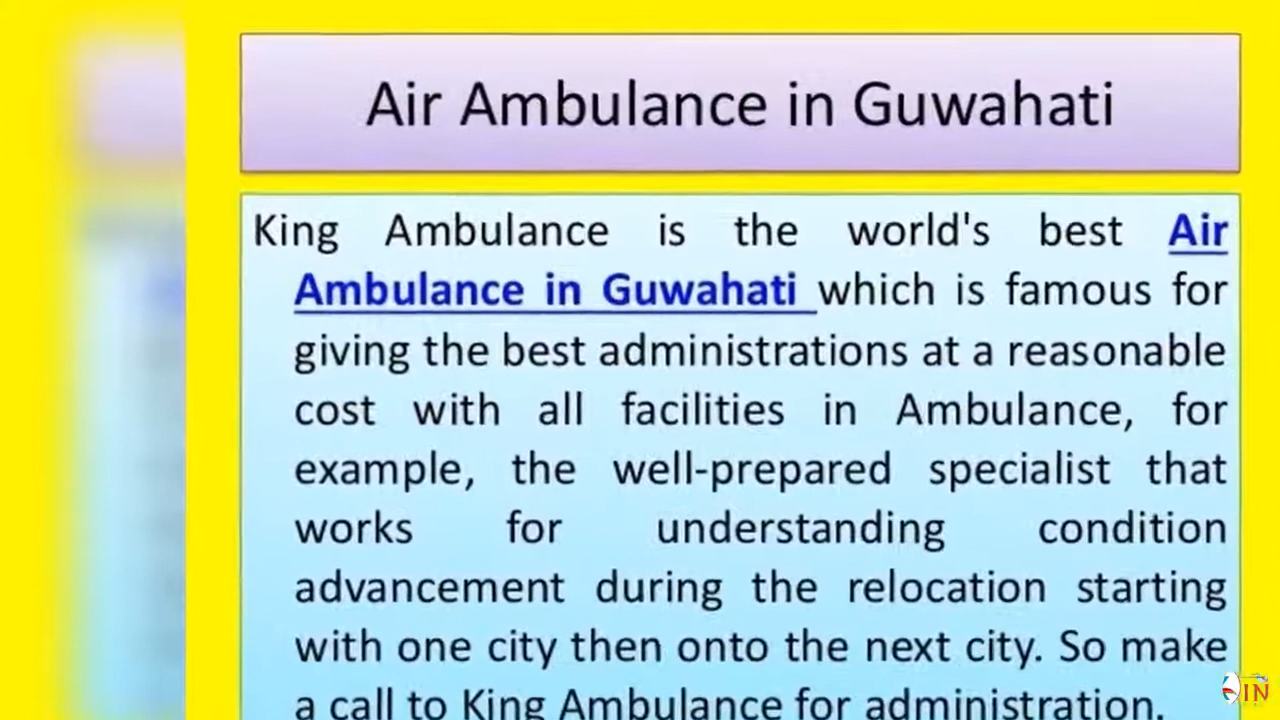 Air Ambulance in Guwahati
King Ambulance is the world's best Air
Ambulance in Guwahati which is famous for
giving the best administrations at a reasonable
cost with all facilities in Ambulance, for
example, the well-prepared specialist that
works for understanding condition
advancement during the relocation starting
with one city then onto the next city. So make
a call to King Ambulance for administration.
IN